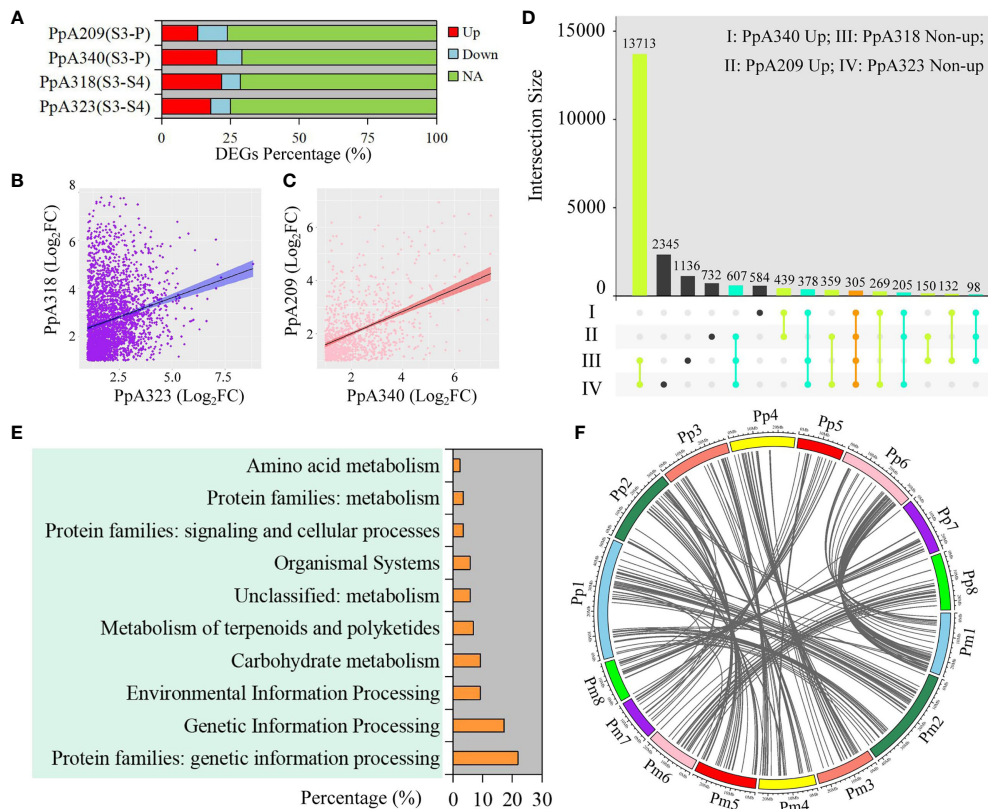 A
PpA209(S3-P)
PpA340(S3-P)
PpA318(S3-S4)
PpA323(S3-S4)
Up
Down
NA
0 25 50 75 100
DEGs Percentage (%)
B
PpA318 (Log2FC)
8
6
4
2
2.5 5.0 7.5
PpA323 (Log2FC)
C
PpA209 (Log2FC)
6
4
2
2 4 6
PpA340 (Log2FC)
D
I: PpA340 Up; III: PpA318 Non-up;
II: PpA209 Up; IV: PpA323 Non-up
Intersection Size
15000
10000
5000
0
13713 2345 1136 732 607 584 439 378 359 305 269 205 150 132 98
I
II
III
IV
E
Amino acid metabolism
Protein families: metabolism
Protein families: signaling and cellular processes
Organismal Systems
Unclassified: metabolism
Metabolism of terpenoids and polyketides
Carbohydrate metabolism
Environmental Information Processing
Genetic Information Processing
Protein families: genetic information processing
Percentage (%)
0 10 20 30
F
Pp1
Pp2
Pp3
Pp4
Pp5
Pp6
Pp7
Pp8
Pm1
Pm2
Pm3
Pm4
Pm5
Pm6
Pm7
Pm8